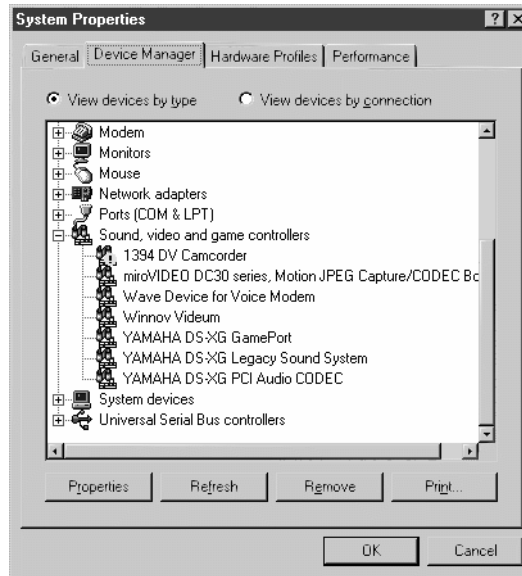 System Properties
General Device Manager Hardware Profiles Performance
View devices by type View devices by connection
Modem
Monitors
Mouse
Network adapters
Ports (COM & LPT)
Sound, video and game controllers
1394 DV Camcorder
miroVIDEO DC30 series, Motion JPEG Capture/CODEC Bo
Wave Device for Voice Modem
Winnov Videum
YAMAHA DS-XG GamePort
YAMAHA DS-XG Legacy Sound System
YAMAHA DS-XG PCI Audio CODEC
System devices
Universal Serial Bus controllers
Properties Refresh Remove Print...
OK Cancel